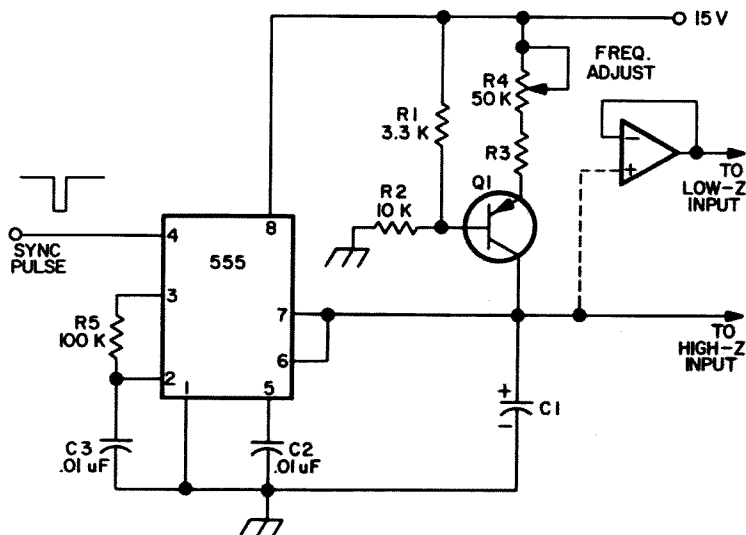 15 V
FREQ.
ADJUST
R4
50 K
R1
3.3 K
R3
TO
LOW-Z
INPUT
Q1
R2
10 K
SYNC
PULSE
4
8
555
3
7
R5
100 K
6
2
1
5
TO
HIGH-Z
INPUT
+
-
C1
C3
.01 uF
C2
.01 uF
-
+